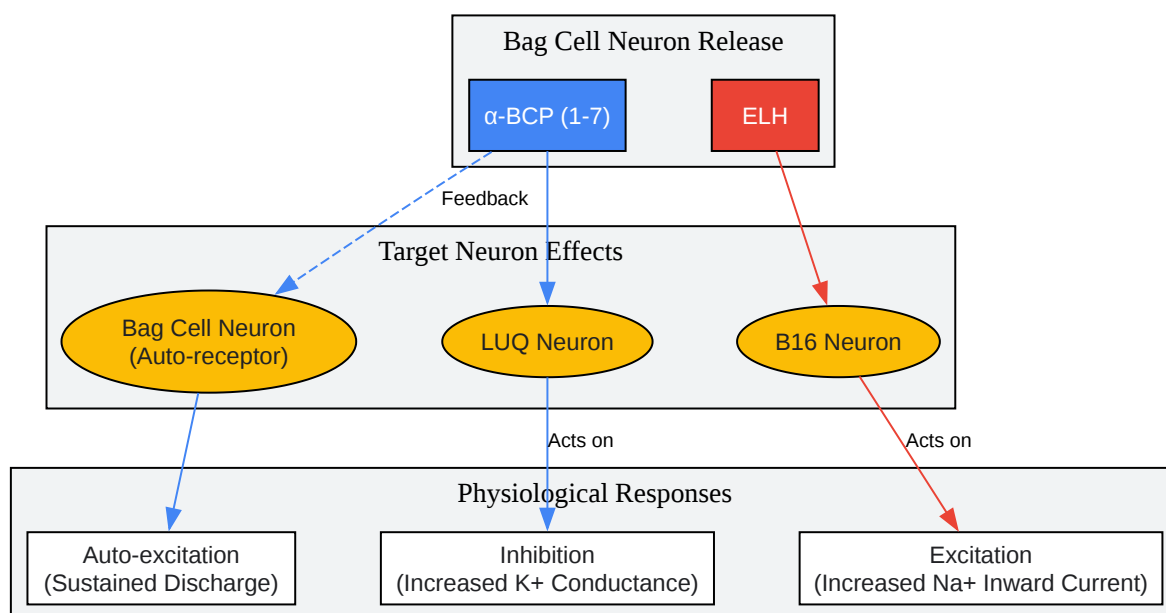 Bag Cell Neuron Release
α-BCP (1-7)
ELH
Feedback
Target Neuron Effects
Bag Cell Neuron
(Auto-receptor)
LUQ Neuron
B16 Neuron
Acts on
Acts on
Physiological Responses
Auto-excitation
(Sustained Discharge)
Inhibition
(Increased K+ Conductance)
Excitation
(Increased Na+ Inward Current)